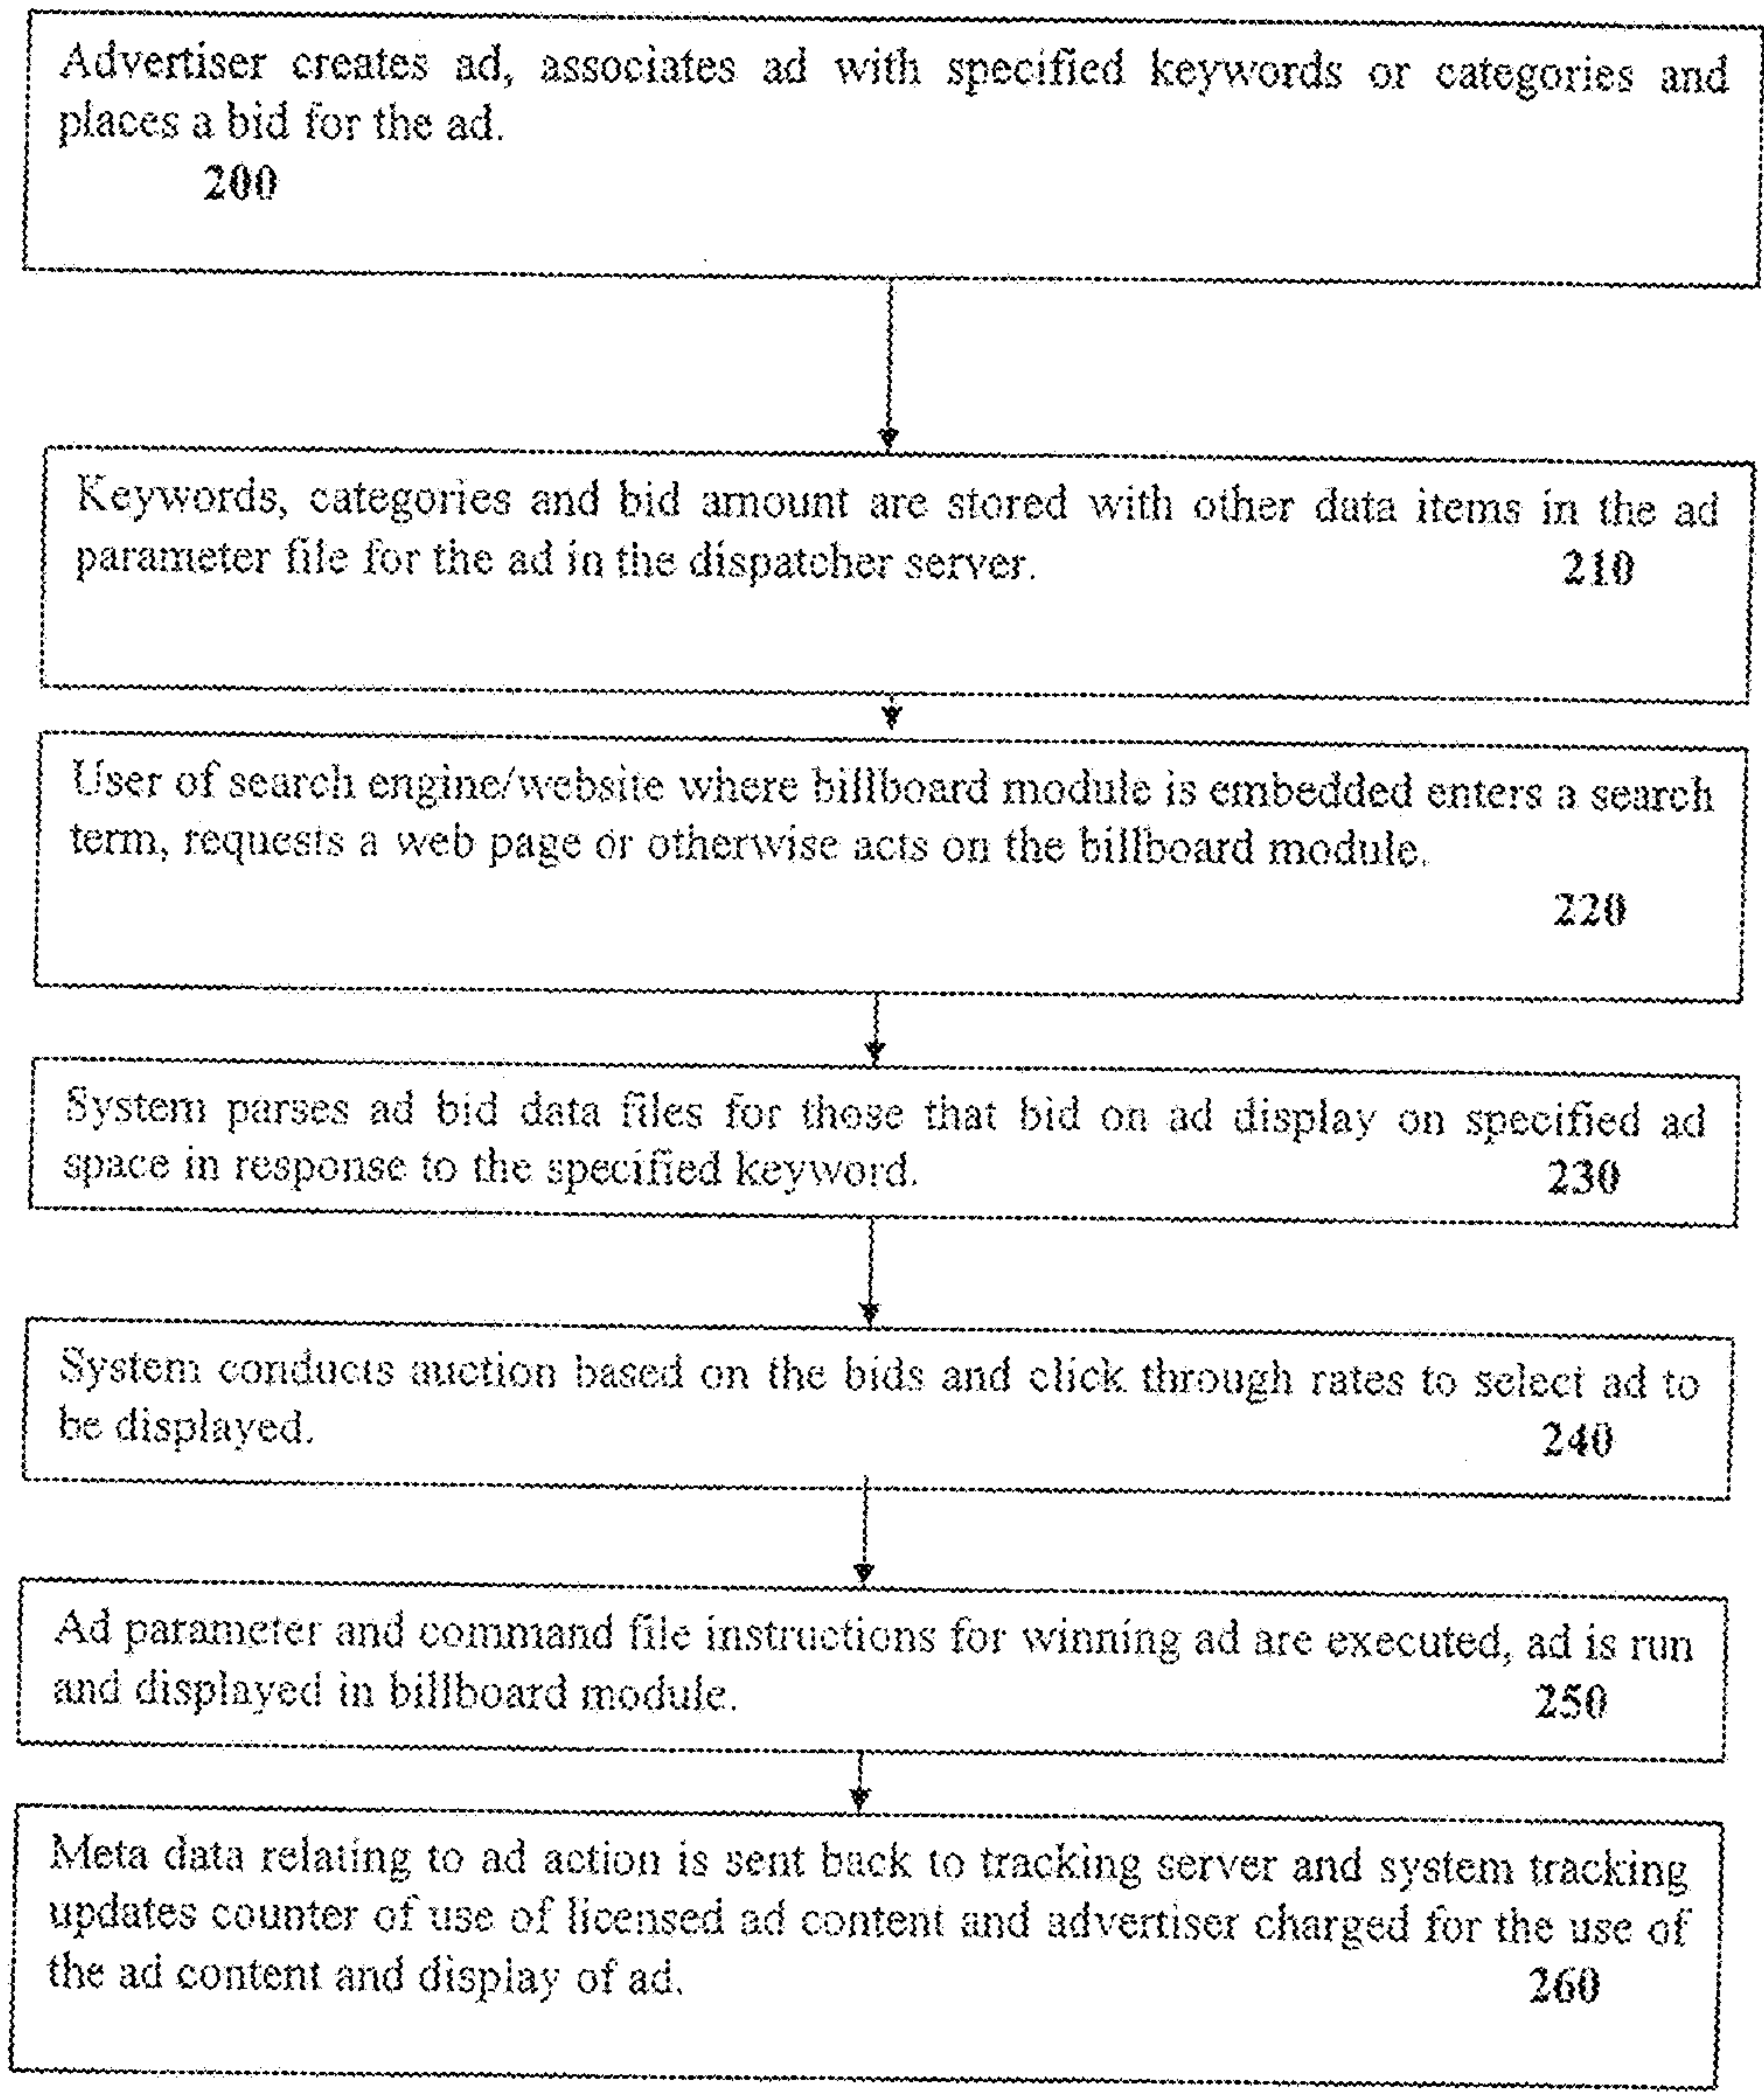 Advertiser creates ad, associates ad with specified keywords or categories and
places a bid for the ad.
200
Keywords, categories and bid amount are stored with other data items in the ad
parameter file for the ad in the dispatcher server. 210
User of search engine/website where billboard module is embedded enters a search
term, requests a web page or otherwise acts on the billboard module.
220
System parses ad bid data files for those that bid on ad display on specified ad
space in response to the specified keyword. 230
System conducts auction based on the bids and click through rates to select ad to
be displayed. 240
Ad parameter and command file instructions for winning ad are executed, ad is run
and displayed in billboard module. 250
Meta data relating to ad action is sent back to tracking server and system tracking
updates counter of use of licensed ad content and advertiser charged for the use of
the ad content and display of ad. 260